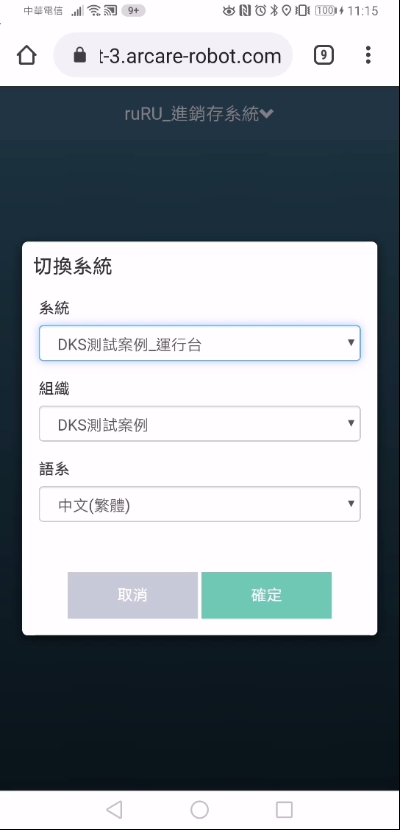 中華電信 9+ 100 11:15
t-3.arcare-robot.com 9
ruRU_進銷存系統
切換系統
系統
DKS測試案例_運行台
組織
DKS測試案例
語系
中文(繁體)
取消 確定